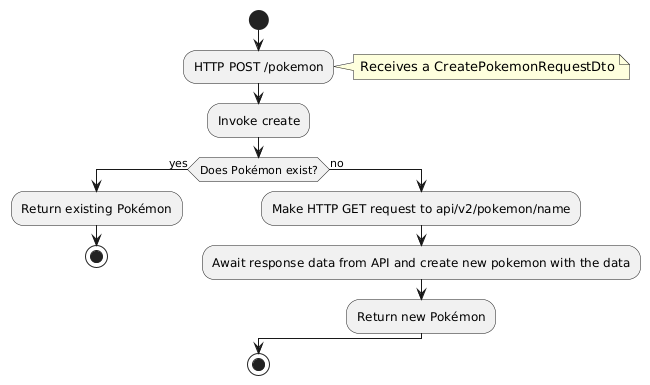 HTTP POST /pokemon
Receives a CreatePokemonRequestDto
Invoke create
yes
Does Pokémon exist?
no
Return existing Pokémon
Make HTTP GET request to api/v2/pokemon/name
Await response data from API and create new pokemon with the data
Return new Pokémon